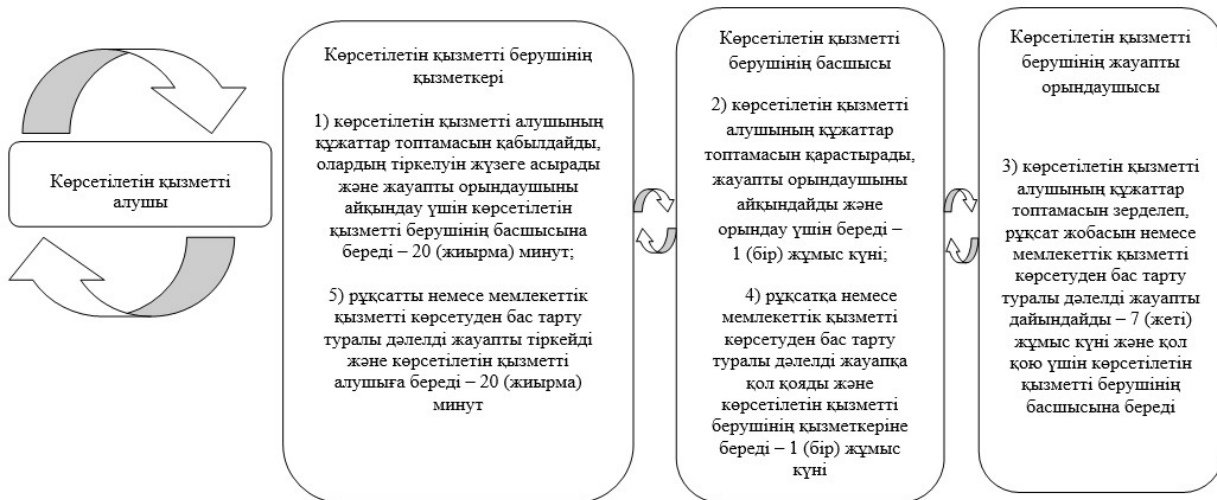 Көрсетілетін қызметті
алушы
Көрсетілетін қызметті берушінің
қызметкері
1) көрсетілетін қызметті алушының
құжаттар топтамасын қабылдайды,
олардың тіркелуін жүзеге асырады
және жауапты орындаушыны
айқындау үшін көрсетілетін
қызметті берушінің басшысына
береді – 20 (жиырма) минут;
5) рұқсатты немесе мемлекеттік
қызметті көрсетуден бас тарту
туралы дәлелді жауапты тіркейді
және көрсетілетін қызметті
алушыға береді – 20 (жиырма)
минут
Көрсетілетін қызметті
берушінің басшысы
2) көрсетілетін қызметті
алушының құжаттар
топтамасын қарастырады,
жауапты орындаушыны
айқындайды және
орындау үшін береді –
1 (бір) жұмыс күні;
4) рұқсатқа немесе
мемлекеттік қызметті
көрсетуден бас тарту
туралы дәлелді жауапқа
қол қояды және
көрсетілетін қызметті
берушінің қызметкеріне
береді – 1 (бір) жұмыс
күні
Көрсетілетін қызметті
берушінің жауапты
орындаушысы
3) көрсетілетін қызметті
алушының құжаттар
топтамасын зерделеп,
рұқсат жобасын немесе
мемлекеттік қызметті
көрсетуден бас тарту
туралы дәлелді жауапты
дайындайды – 7 (жеті)
жұмыс күні және қол
қою үшін көрсетілетін
қызметті берушінің
басшысына береді